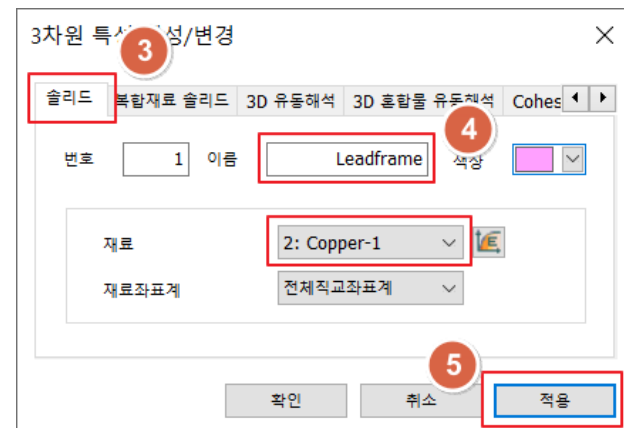 3차원 특성 생성/변경
3
솔리드 복합재료 솔리드 3D 유동해석 3D 혼합물 유동해석 Cohes
4
번호 1 이름 Leadframe 색상
재료 2: Copper-1
재료좌표계 전체직교좌표계
5
확인 취소 적용